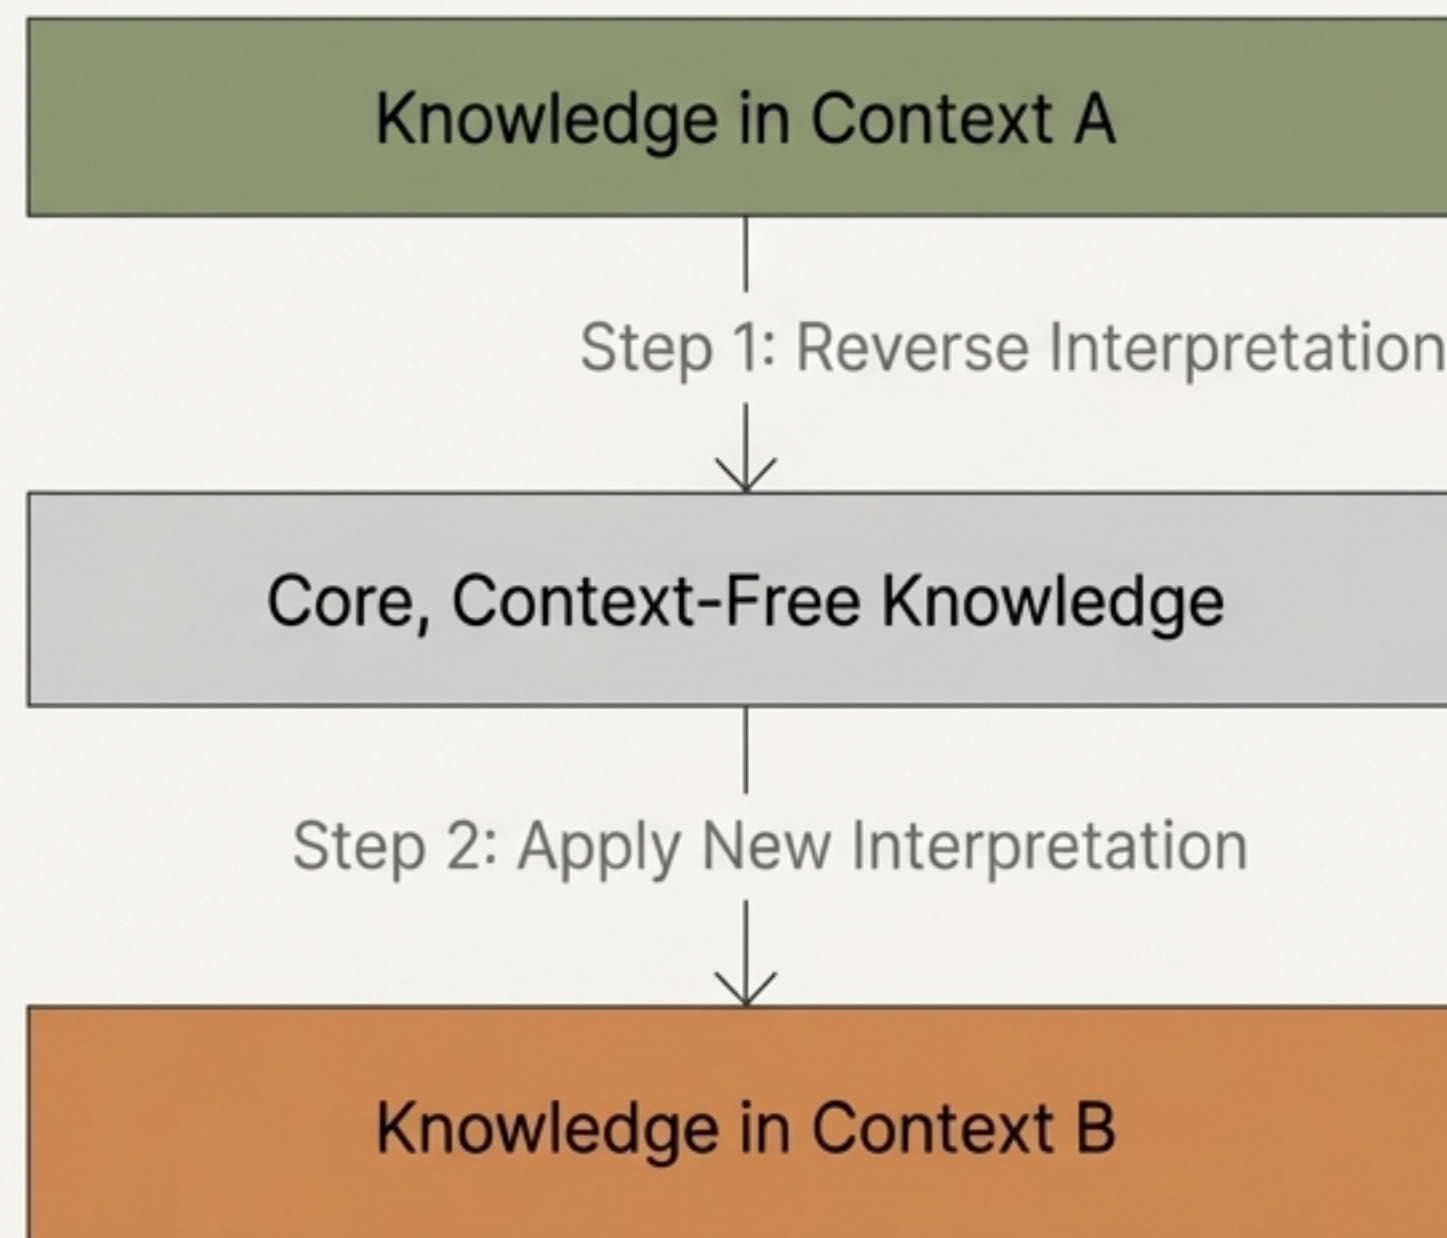 Knowledge in Context A
Step 1: Reverse Interpretation
Core, Context-Free Knowledge
Step 2: Apply New Interpretation
Knowledge in Context B